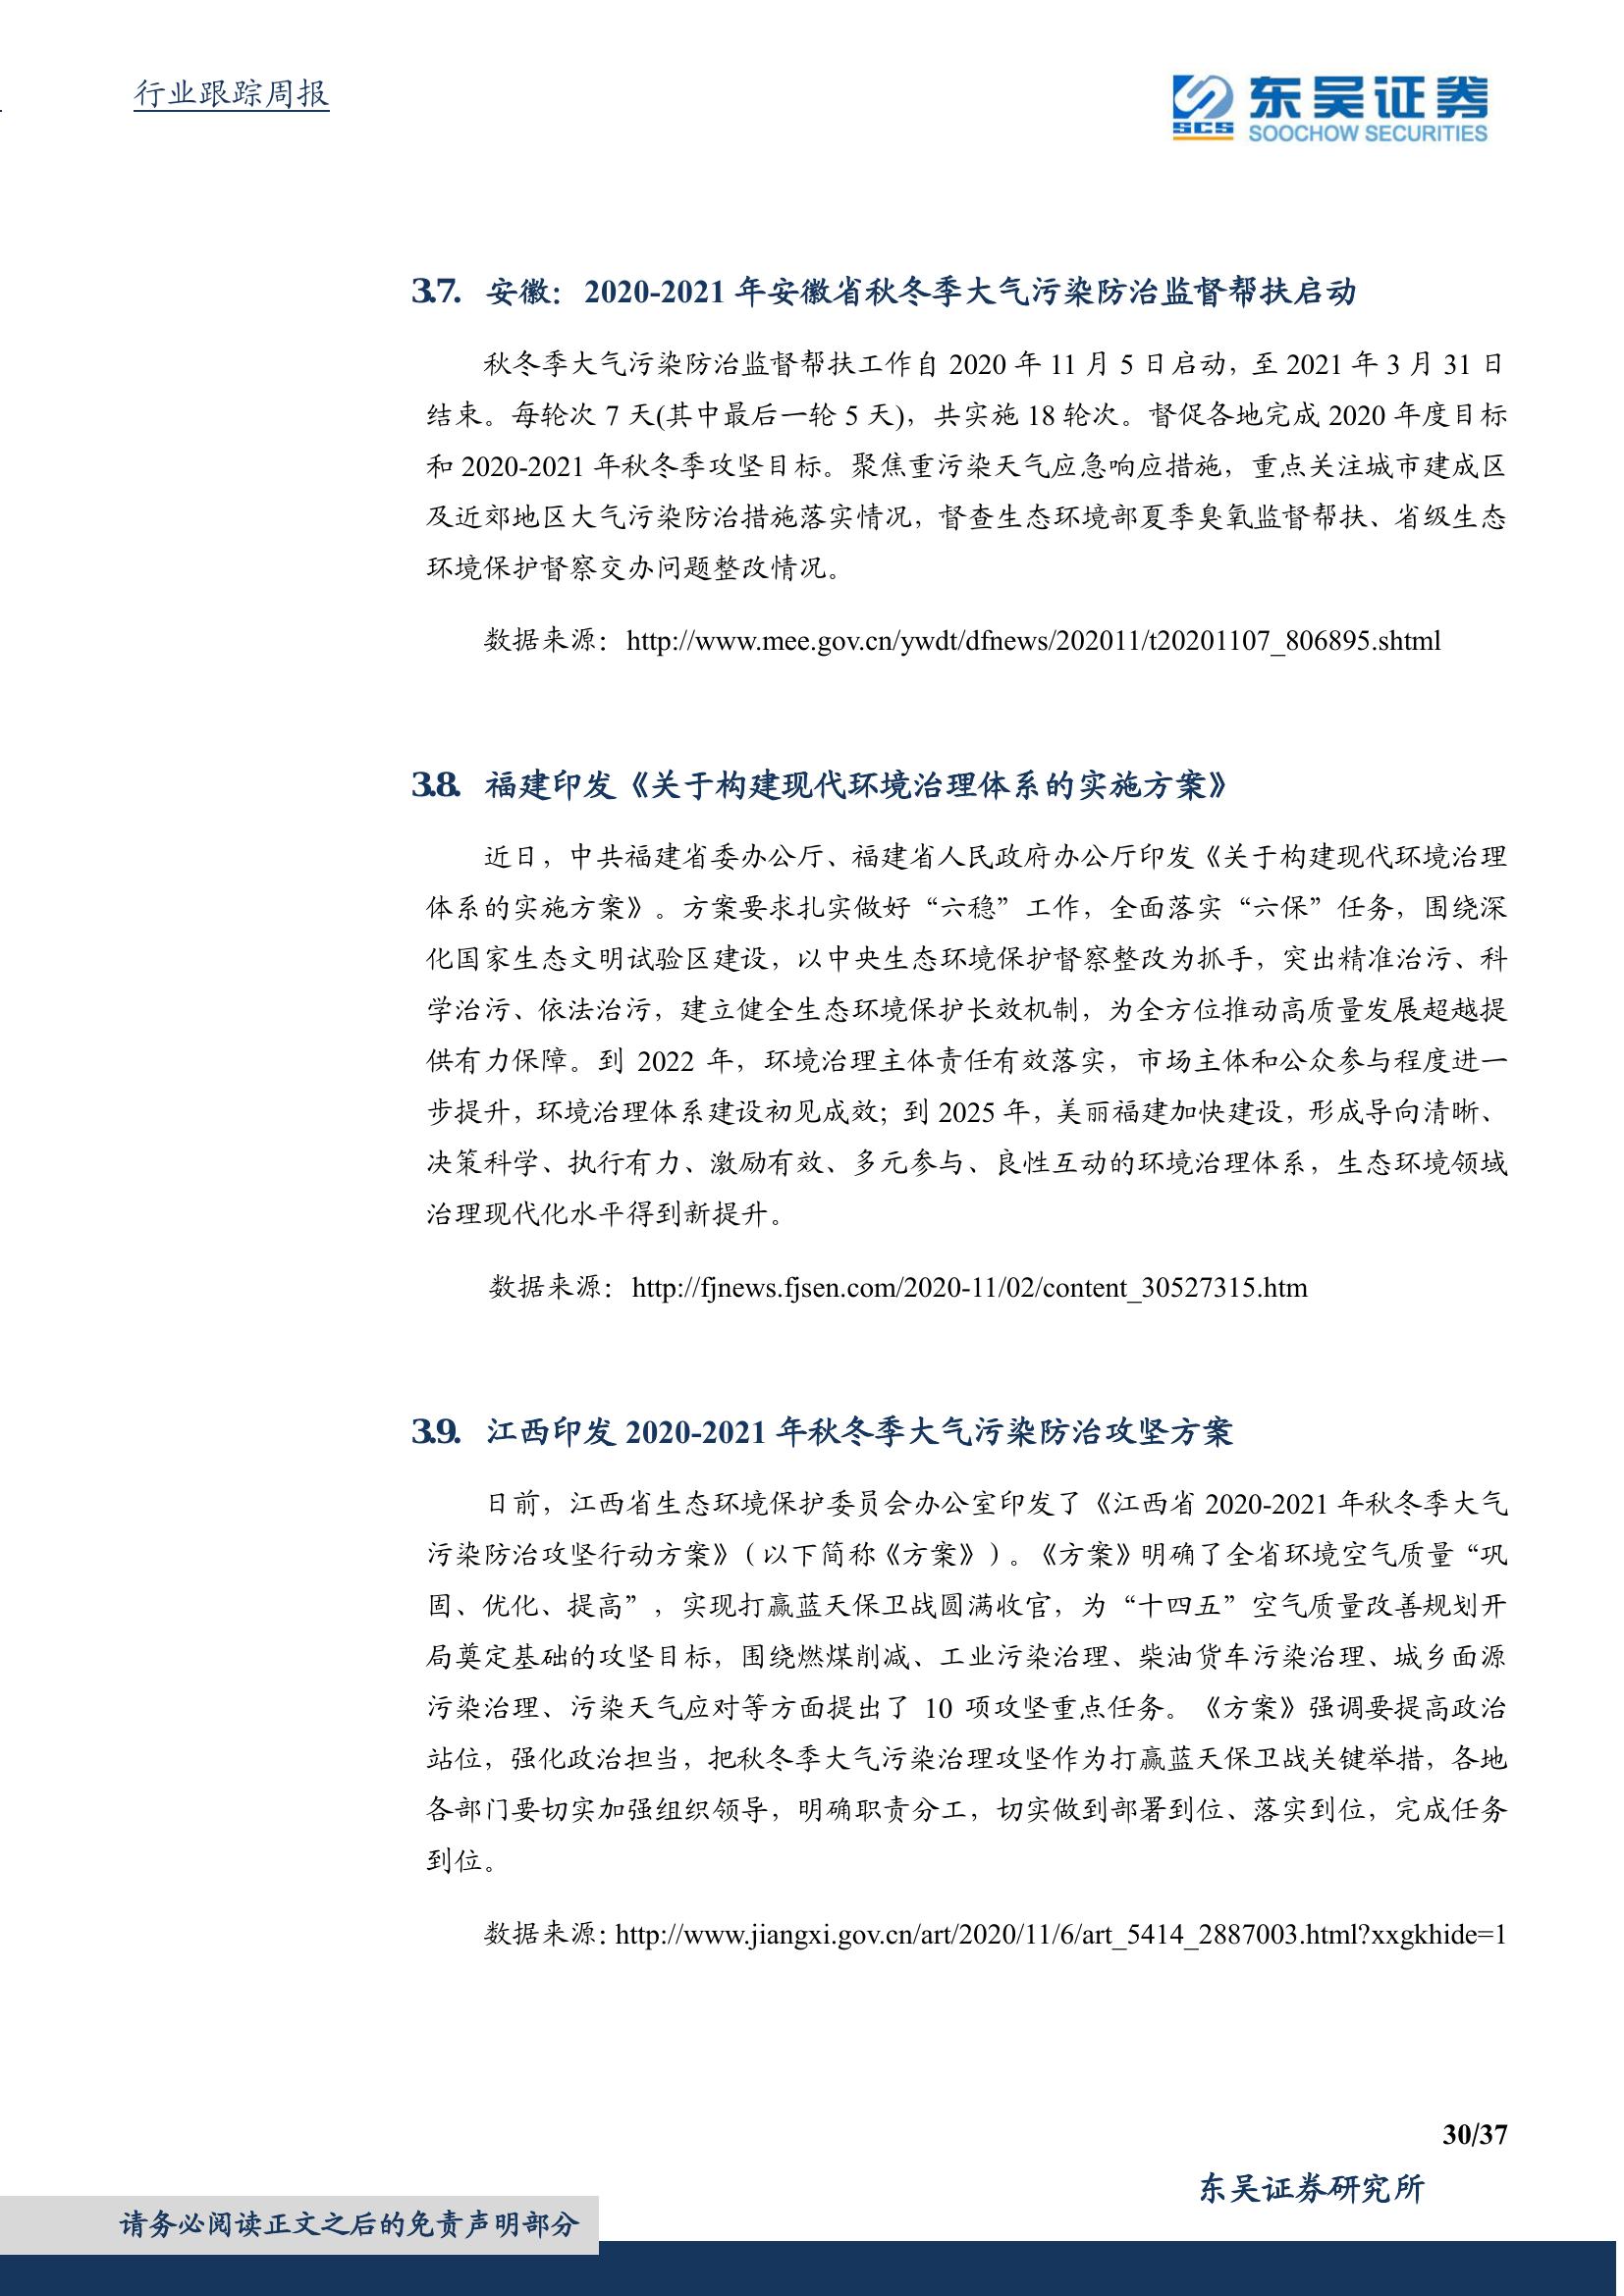 行业跟踪周报
SCS
东吴证券
SOOCHOW SECURITIES
3.7. 安徽：2020-2021 年安徽省秋冬季大气污染防治监督帮扶启动
秋冬季大气污染防治监督帮扶工作自 2020 年 11 月 5 日启动，至 2021 年 3 月 31 日
结束。每轮次 7 天(其中最后一轮 5 天)，共实施 18 轮次。督促各地完成 2020 年度目标
和 2020-2021 年秋冬季攻坚目标。聚焦重污染天气应急响应措施，重点关注城市建成区
及近郊地区大气污染防治措施落实情况，督查生态环境部夏季臭氧监督帮扶、省级生态
环境保护督察交办问题整改情况。
数据来源：http://www.mee.gov.cn/ywdt/dfnews/202011/t20201107_806895.shtml
3.8. 福建印发《关于构建现代环境治理体系的实施方案》
近日，中共福建省委办公厅、福建省人民政府办公厅印发《关于构建现代环境治理
体系的实施方案》。方案要求扎实做好“六稳”工作，全面落实“六保”任务，围绕深
化国家生态文明试验区建设，以中央生态环境保护督察整改为抓手，突出精准治污、科
学治污、依法治污，建立健全生态环境保护长效机制，为全方位推动高质量发展超越提
供有力保障。到 2022 年，环境治理主体责任有效落实，市场主体和公众参与程度进一
步提升，环境治理体系建设初见成效；到 2025 年，美丽福建加快建设，形成导向清晰、
决策科学、执行有力、激励有效、多元参与、良性互动的环境治理体系，生态环境领域
治理现代化水平得到新提升。
数据来源：http://fjnews.fjsen.com/2020-11/02/content_30527315.htm
3.9. 江西印发 2020-2021 年秋冬季大气污染防治攻坚方案
日前，江西省生态环境保护委员会办公室印发了《江西省 2020-2021 年秋冬季大气
污染防治攻坚行动方案》（以下简称《方案》）。《方案》明确了全省环境空气质量“巩
固、优化、提高”，实现打赢蓝天保卫战圆满收官，为“十四五”空气质量改善规划开
局奠定基础的攻坚目标，围绕燃煤削减、工业污染治理、柴油货车污染治理、城乡面源
污染治理、污染天气应对等方面提出了 10 项攻坚重点任务。《方案》强调要提高政治
站位，强化政治担当，把秋冬季大气污染治理攻坚作为打赢蓝天保卫战关键举措，各地
各部门要切实加强组织领导，明确职责分工，切实做到部署到位、落实到位，完成任务
到位。
数据来源：http://www.jiangxi.gov.cn/art/2020/11/6/art_5414_2887003.html?xxgkhide=1
30/37
东吴证券研究所
请务必阅读正文之后的免责声明部分